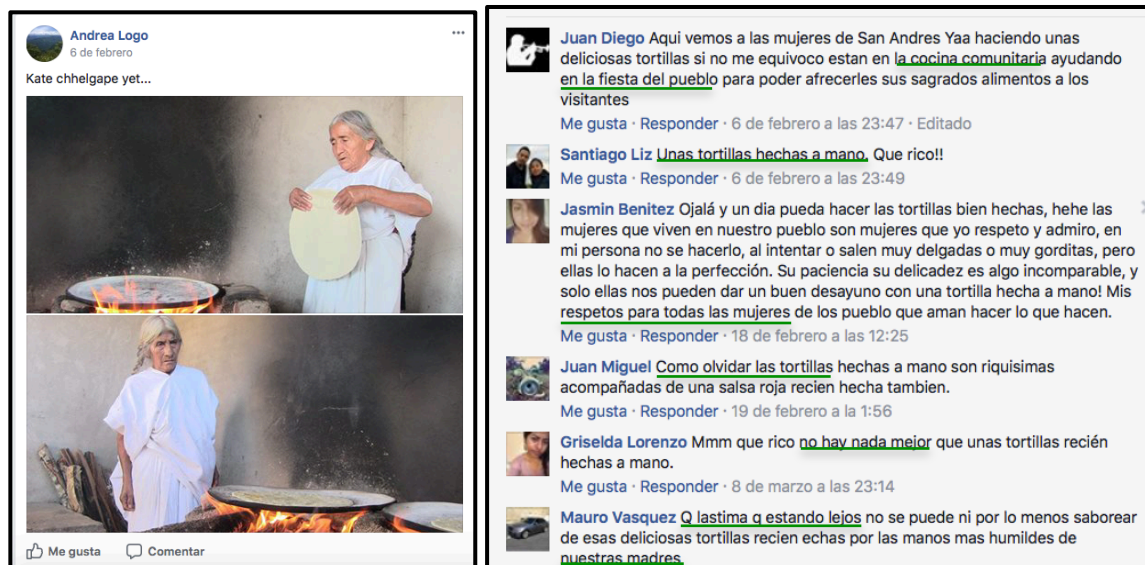 Andrea Logo
6 de febrero
Kate chhelgape yet...
Me gusta Comentar
Juan Diego Aqui vemos a las mujeres de San Andres Yaa haciendo unas
deliciosas tortillas si no me equivoco estan en la cocina comunitaria ayudando
en la fiesta del pueblo para poder afrecerles sus sagrados alimentos a los
visitantes
Me gusta · Responder · 6 de febrero a las 23:47 · Editado
Santiago Liz Unas tortillas hechas a mano. Que rico!!
Me gusta · Responder · 6 de febrero a las 23:49
Jasmin Benitez Ojalá y un dia pueda hacer las tortillas bien hechas, hehe las
mujeres que viven en nuestro pueblo son mujeres que yo respeto y admiro, en
mi persona no se hacerlo, al intentar o salen muy delgadas o muy gorditas, pero
ellas lo hacen a la perfección. Su paciencia su delicadez es algo incomparable, y
solo ellas nos pueden dar un buen desayuno con una tortilla hecha a mano! Mis
respetos para todas las mujeres de los pueblo que aman hacer lo que hacen.
Me gusta · Responder · 18 de febrero a las 12:25
Juan Miguel Como olvidar las tortillas hechas a mano son riquisimas
acompañadas de una salsa roja recien hecha tambien.
Me gusta · Responder · 19 de febrero a la 1:56
Griselda Lorenzo Mmm que rico no hay nada mejor que unas tortillas recién
hechas a mano.
Me gusta · Responder · 8 de marzo a las 23:14
Mauro Vasquez Q lastima q estando lejos no se puede ni por lo menos saborear
de esas deliciosas tortillas recien echas por las manos mas humildes de
nuestras madres.